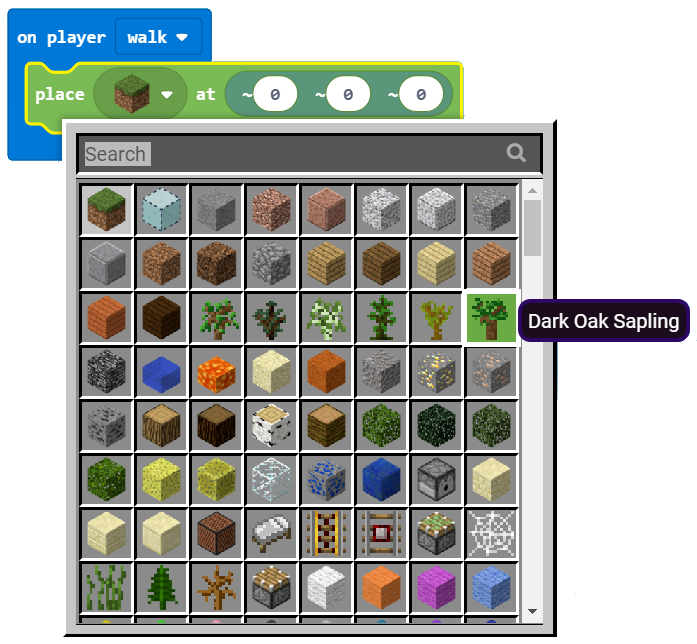 on player walk
place at ~ 0 ~ 0 ~ 0
Search
Dark Oak Sapling